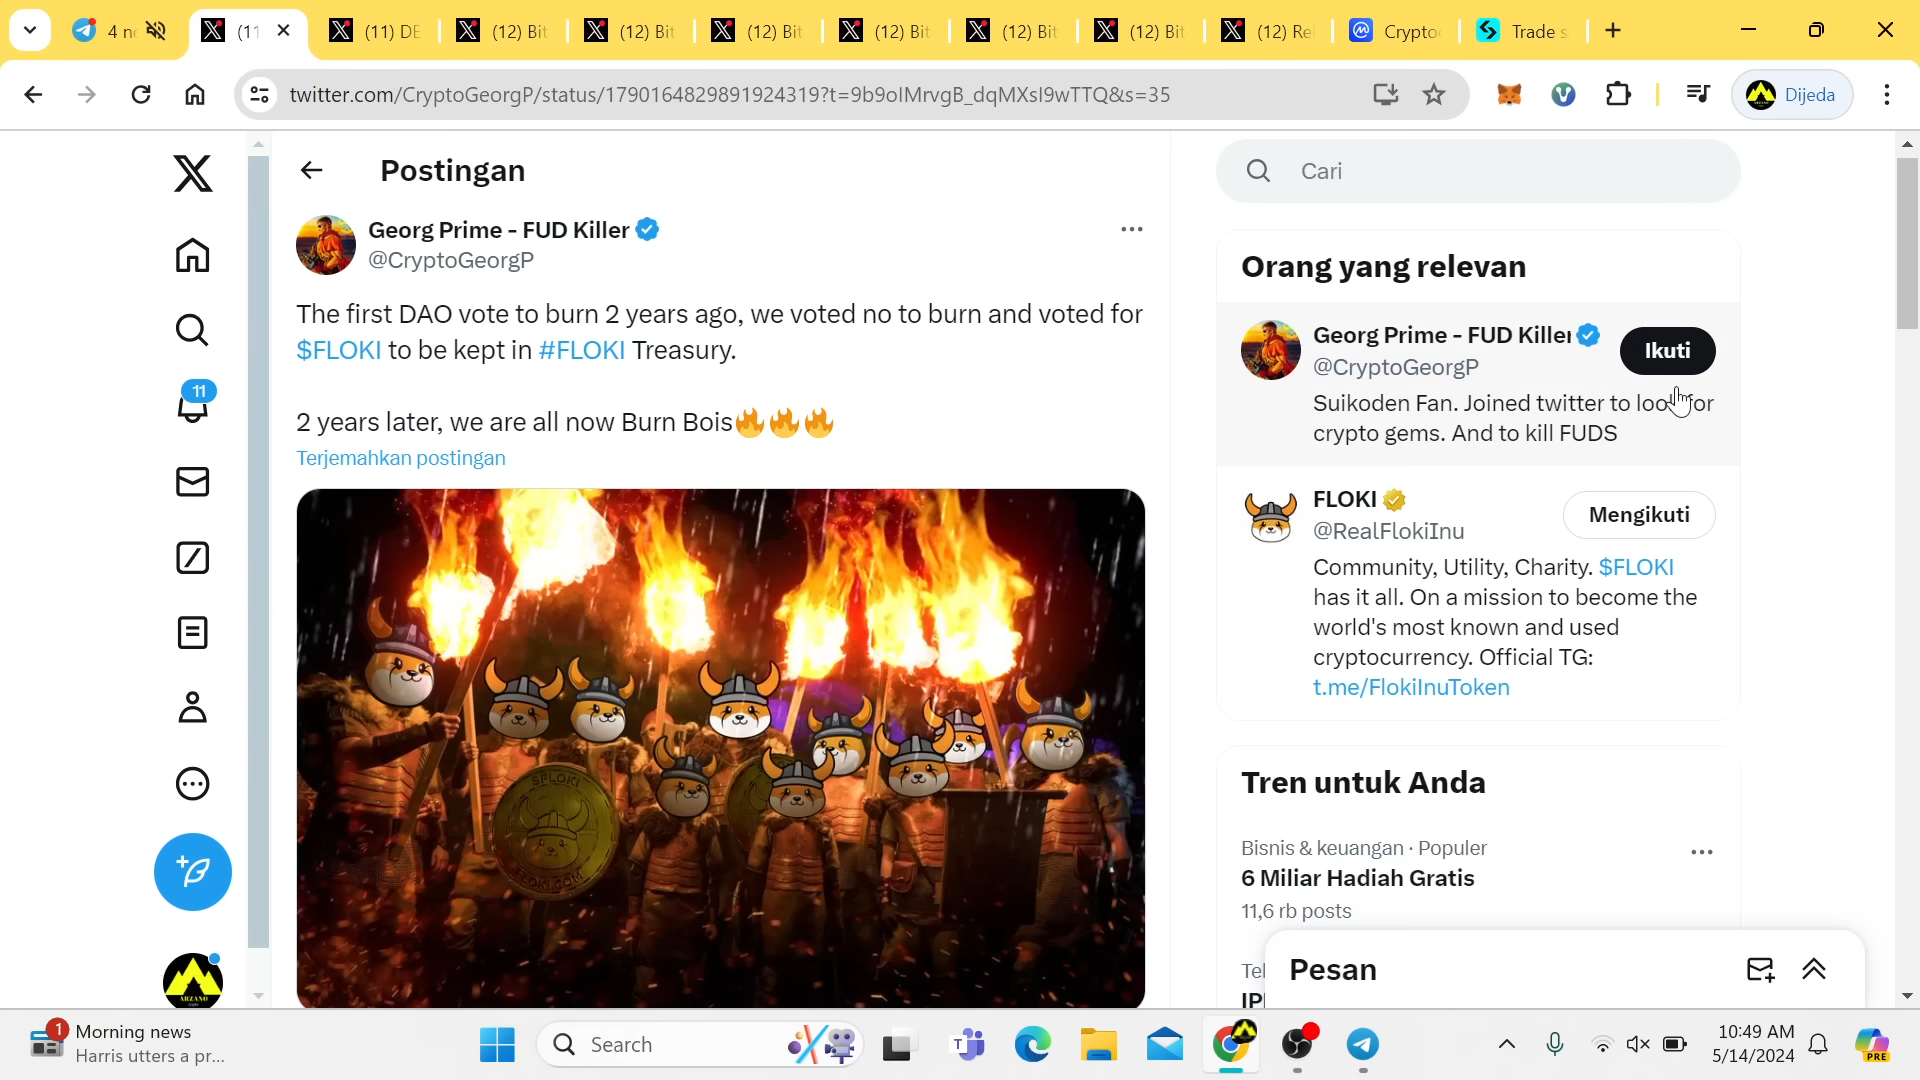 4 n
(11
(11) DE
(12) Bit
(12) Bit
(12) Bit
(12) Bit
(12) Bit
(12) Bit
(12) Re
Crypto
Trade s
twitter.com/CryptoGeorgP/status/1790164829891924319?t=9b9oIMrvgB_dqMXsI9wTTQ&s=35
Dijeda
Postingan
Cari
Georg Prime - FUD Killer
@CryptoGeorgP
The first DAO vote to burn 2 years ago, we voted no to burn and voted for
$FLOKI to be kept in #FLOKI Treasury.
2 years later, we are all now Burn Bois🔥🔥🔥
Terjemahkan postingan
$FLOKI
FLOKI.COM
11
ARZANO
Orang yang relevan
Georg Prime - FUD Killer
@CryptoGeorgP
Ikuti
Suikoden Fan. Joined twitter to look for
crypto gems. And to kill FUDS
FLOKI
@RealFlokiInu
Mengikuti
Community, Utility, Charity. $FLOKI
has it all. On a mission to become the
world's most known and used
cryptocurrency. Official TG:
t.me/FlokiInuToken
Tren untuk Anda
Bisnis & keuangan · Populer
6 Miliar Hadiah Gratis
11,6 rb posts
Pesan
1
Morning news
Harris utters a pr...
Search
10:49 AM
5/14/2024
PRE